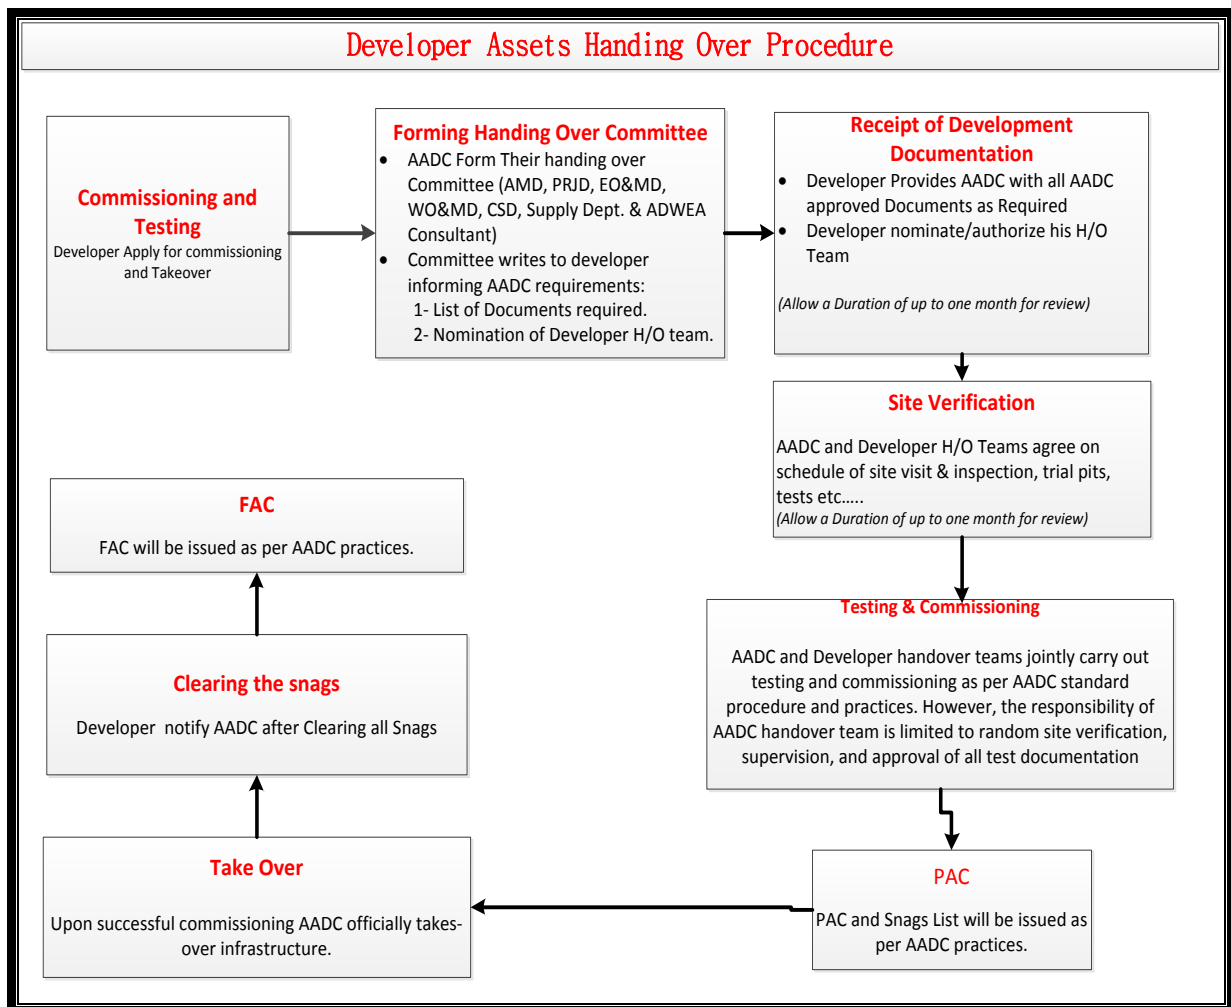 Developer Assets Handing Over Procedure
Commissioning and
Testing
Developer Apply for commissioning
and Takeover
Forming Handing Over Committee
• AADC Form Their handing over
Committee (AMD, PRJD, EO&MD,
WO&MD, CSD, Supply Dept. & ADWEA
Consultant)
• Committee writes to developer
informing AADC requirements:
1- List of Documents required.
2- Nomination of Developer H/O team.
Receipt of Development
Documentation
• Developer Provides AADC with all AADC
approved Documents as Required
• Developer nominate/authorize his H/O
Team
(Allow a Duration of up to one month for review)
Site Verification
AADC and Developer H/O Teams agree on
schedule of site visit & inspection, trial pits,
tests etc…..
(Allow a Duration of up to one month for review)
Testing & Commissioning
AADC and Developer handover teams jointly carry out
testing and commissioning as per AADC standard
procedure and practices. However, the responsibility of
AADC handover team is limited to random site verification,
supervision, and approval of all test documentation
PAC
PAC and Snags List will be issued as
per AADC practices.
Take Over
Upon successful commissioning AADC officially takes-
over infrastructure.
Clearing the snags
Developer notify AADC after Clearing all Snags
FAC
FAC will be issued as per AADC practices.